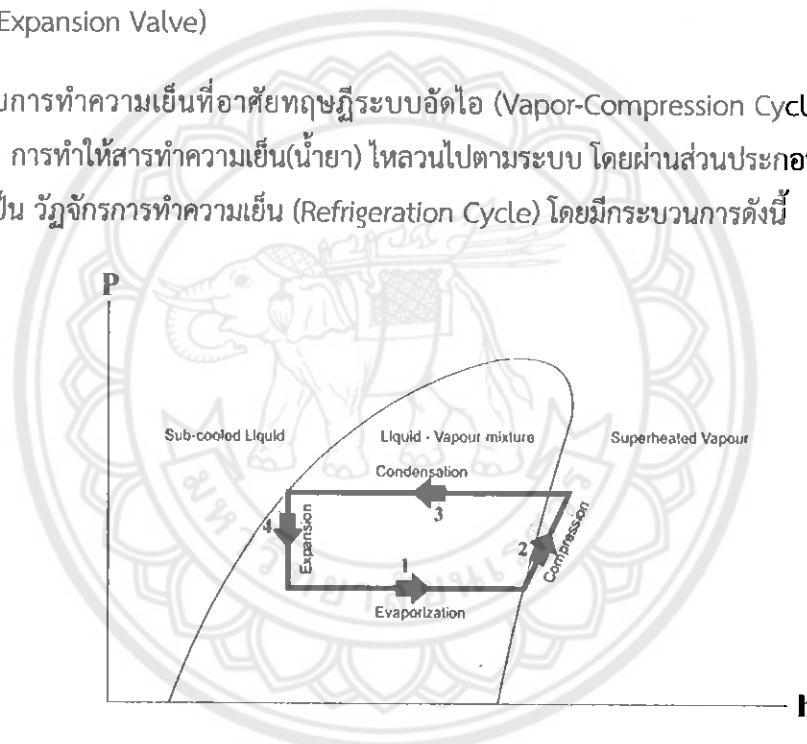 Expansion Valve)
บการทำความเย็นที่อาศัยทฤษฎีระบบอัดไอ (Vapor-Compression Cycl
การทำให้สารทำความเย็น(น้ำยา) ไหลวนไปตามระบบ โดยผ่านส่วนประกอบ
ป็น วัฏจักรการทำความเย็น (Refrigeration Cycle) โดยมีกระบวนการดังนี้
P
Sub-cooled Liquid
Liquid - Vapour mixture
Superheated Vapour
Condensation
3
4
Expansion
2
Compression
1
Evaporization
h